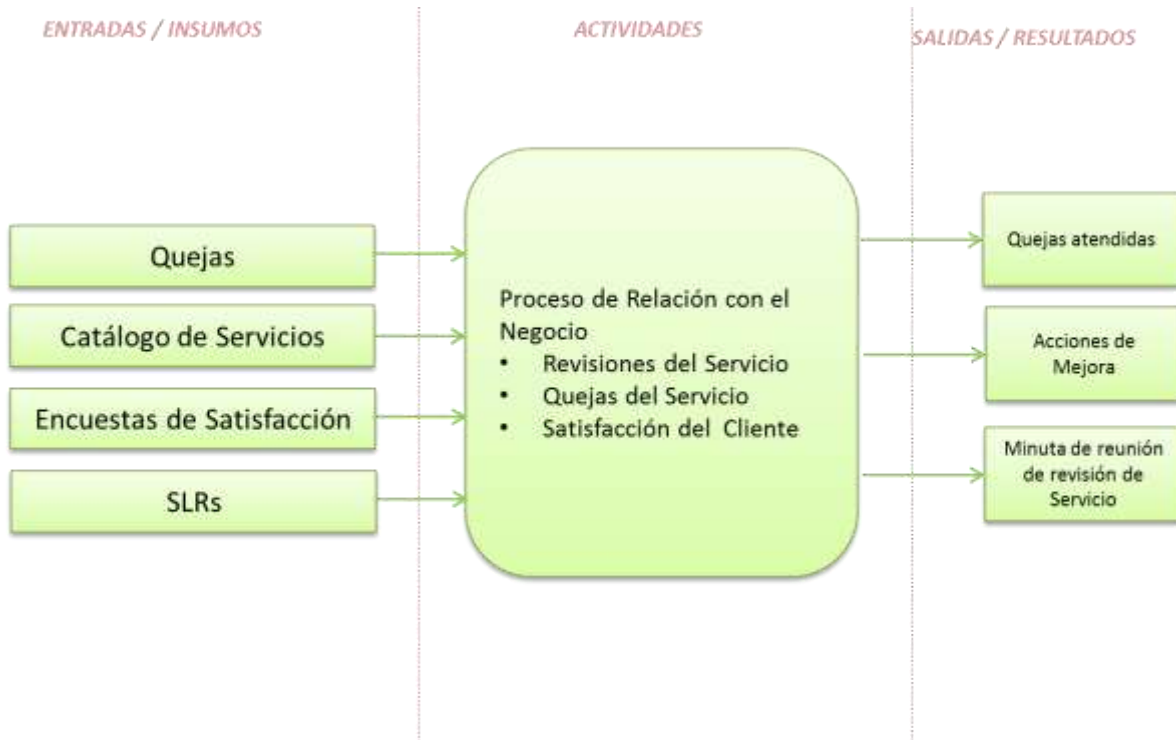 ENTRADAS / INSUMOS
ACTIVIDADES
SALIDAS / RESULTADOS
Quejas
Catálogo de Servicios
Encuestas de Satisfacción
SLRs
Proceso de Relación con el
Negocio
• Revisiones del Servicio
• Quejas del Servicio
• Satisfacción del Cliente
Quejas atendidas
Acciones de
Mejora
Minuta de reunión
de revisión de
Servicio